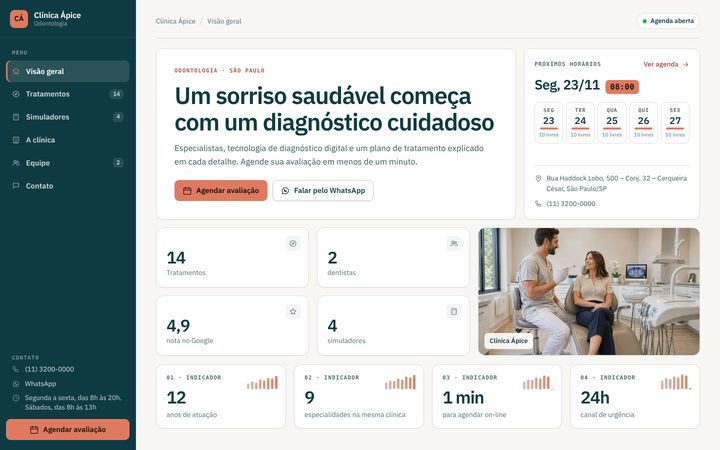 CÁ
Clínica Ápice
Odontologia
MENU
Visão geral
Tratamentos 14
Simuladores 4
A clínica
Equipe 2
Contato
CONTATO
(11) 3200-0000
WhatsApp
Segunda a sexta, das 8h às 20h.
Sábados, das 8h às 13h
Agendar avaliação
Clínica Ápice / Visão geral
Agenda aberta
ODONTOLOGIA · SÃO PAULO
Um sorriso saudável começa
com um diagnóstico cuidadoso
Especialistas, tecnologia de diagnóstico digital e um plano de tratamento explicado
em cada detalhe. Agende sua avaliação em menos de um minuto.
Agendar avaliação
Falar pelo WhatsApp
PRÓXIMOS HORÁRIOS
Ver agenda →
Seg, 23/11 08:00
SEG TER QUA QUI SEX
23 24 25 26 27
10 livres 10 livres 10 livres 10 livres 10 livres
Rua Haddock Lobo, 500 – Conj. 32 – Cerqueira
César, São Paulo/SP
(11) 3200-0000
14
Tratamentos
2
dentistas
4,9
nota no Google
4
simuladores
Clínica Ápice
01 · INDICADOR
12
anos de atuação
02 · INDICADOR
9
especialidades na mesma clínica
03 · INDICADOR
1 min
para agendar on-line
04 · INDICADOR
24h
canal de urgência